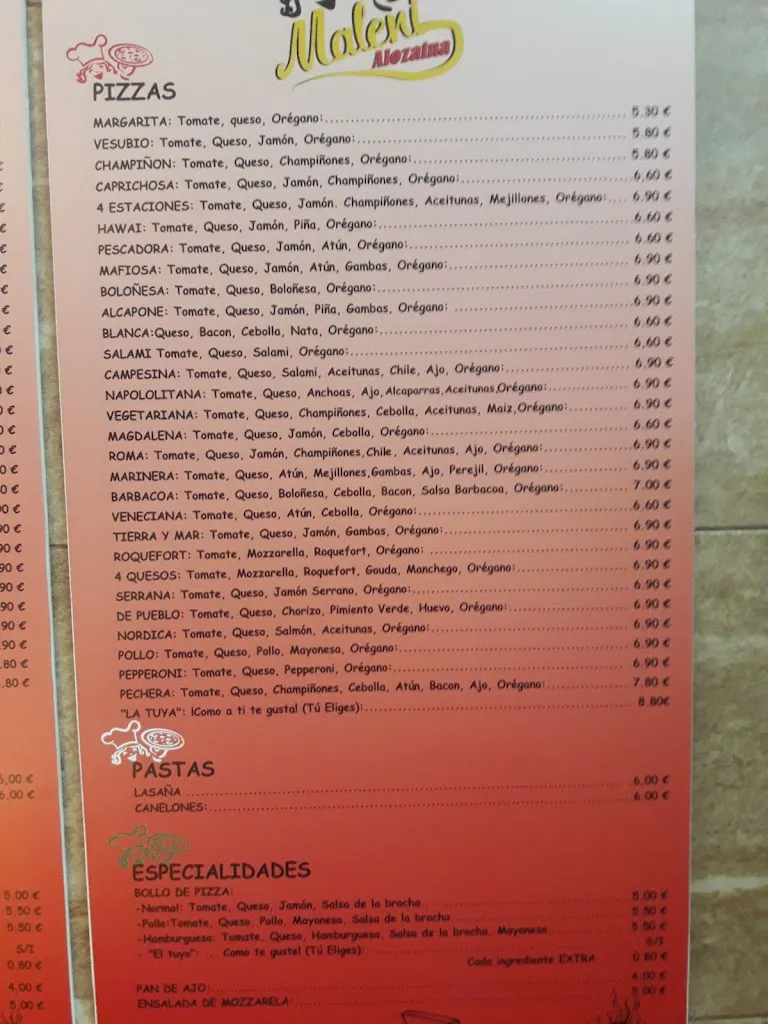 Maleni
Alozaina
PIZZAS
MARGARITA: Tomate, queso, Orégano: 5.30 €
VESUBIO: Tomate, Queso, Jamón, Orégano: 5.80 €
CHAMPIÑON: Tomate, Queso, Champiñones, Orégano: 5.80 €
CAPRICHOSA: Tomate, Queso, Jamón, Champiñones, Orégano: 6,60 €
4 ESTACIONES: Tomate, Queso, Jamón. Champiñones, Aceitunas, Mejillones, Orégano: 6.90 €
HAWAI: Tomate, Queso, Jamón, Piña, Orégano: 6.60 €
PESCADORA: Tomate, Queso, Jamón, Atún, Orégano: 6.60 €
MAFIOSA: Tomate, Queso, Jamón, Atún, Gambas, Orégano: 6.90 €
BOLOÑESA: Tomate, Queso, Boloñesa, Orégano: 6.90 €
ALCAPONE: Tomate, Queso, Jamón, Piña, Gambas, Orégano: 6.90 €
BLANCA:Queso, Bacon, Cebolla, Nata, Orégano: 6.60 €
SALAMI Tomate, Queso, Salami, Orégano: 6,60 €
CAMPESINA: Tomate, Queso, Salami, Aceitunas, Chile, Ajo, Orégano: 6.90 €
NAPOLOLITANA: Tomate, Queso, Anchoas, Ajo, Alcaparras, Aceitunas,Orégano: 6.90 €
VEGETARIANA: Tomate, Queso, Champiñones, Cebolla, Aceitunas, Maiz,Orégano: 6.90 €
MAGDALENA: Tomate, Queso, Jamón, Cebolla, Orégano: 6.60 €
ROMA: Tomate, Queso, Jamón, Champiñones,Chile, Aceitunas, Ajo, Orégano: 6.90 €
MARINERA: Tomate, Queso, Atún, Mejillones,Gambas, Ajo, Perejil, Orégano: 6.90 €
BARBACOA: Tomate, Queso, Boloñesa, Cebolla, Bacon, Salsa Barbacoa, Orégano: 7.00 €
VENECIANA: Tomate, Queso, Atún, Cebolla, Orégano: 6.60 €
TIERRA Y MAR: Tomate, Queso, Jamón, Gambas, Orégano: 6.90 €
ROQUEFORT: Tomate, Mozzarella, Roquefort, Orégano: 6.90 €
4 QUESOS: Tomate, Mozzarella, Roquefort, Gouda, Manchego, Orégano: 6.90 €
SERRANA: Tomate, Queso, Jamón Serrano, Orégano: 6.90 €
DE PUEBLO: Tomate, Queso, Chorizo, Pimiento Verde, Huevo, Orégano: 6.90 €
NORDICA: Tomate, Queso, Salmón, Aceitunas, Orégano: 6.90 €
POLLO: Tomate, Queso, Pollo, Mayonesa, Orégano: 6.90 €
PEPPERONI: Tomate, Queso, Pepperoni, Orégano: 6.90 €
PECHERA: Tomate, Queso, Champiñones, Cebolla, Atún, Bacon, Ajo, Orégano: 7.80 €
"LA TUYA": ¡Como a ti te gusta! (Tú Eliges): 8.80€
PASTAS
LASAÑA 6,00 €
CANELONES: 6.00 €
ESPECIALIDADES
BOLLO DE PIZZA:
-Normal: Tomate, Queso, Jamón, Salsa de la brocha 5.00 €
-Pollo:Tomate, Queso, Pollo, Mayonesa, Salsa de la brocha 5.50 €
-Hamburguesa: Tomate, Queso, Hamburguesa, Salsa de la brocha, Mayonesa 5.50 €
- "El tuyo": ... Como te guste! (Tú Eliges): S/I
Cada ingrediente EXTRA 0.80 €
PAN DE AJO: 4.00 €
ENSALADA DE MOZZARELA: 5.00 €